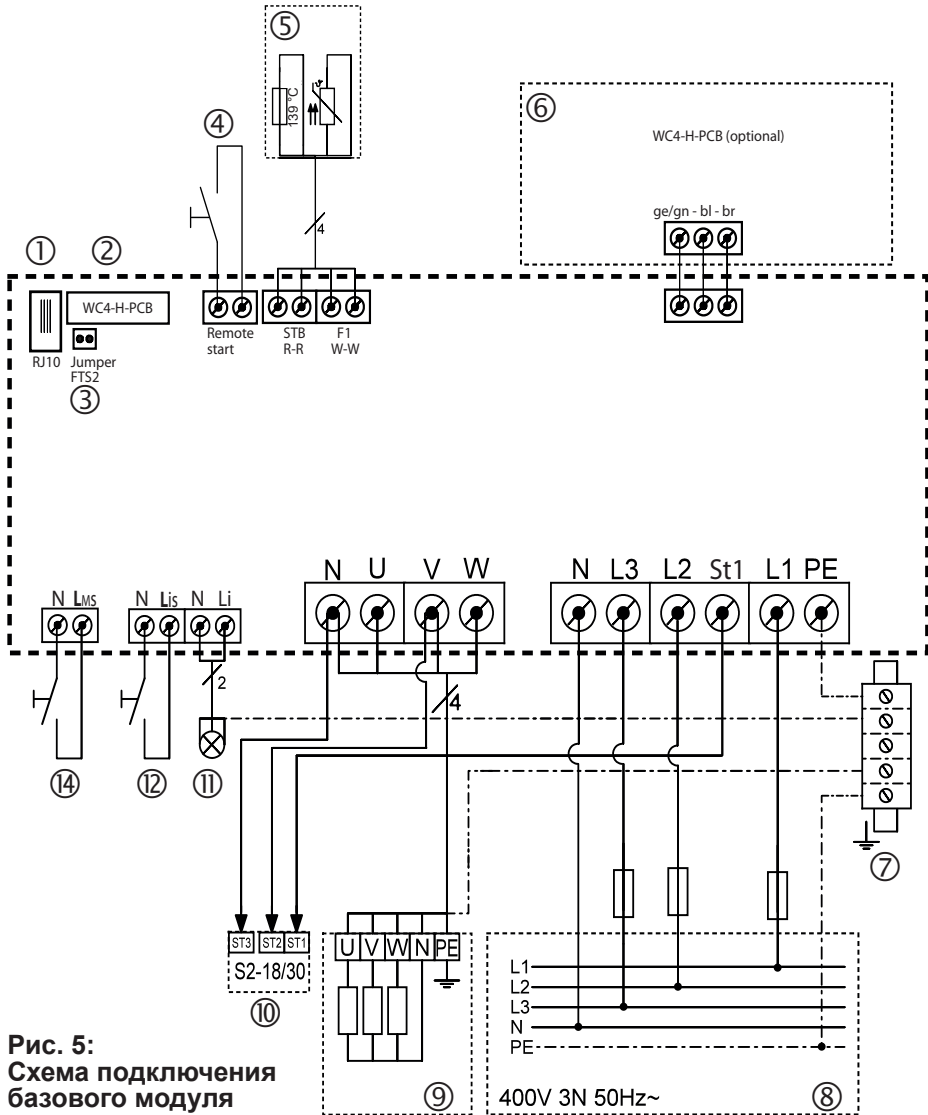 ⑤
139 °C
④
⑥
WC4-H-PCB (optional)
4
ge/gn - bl - br
① ②
WC4-H-PCB
RJ10 Jumper
FTS2
③
Remote
start
STB
R-R
F1
W-W
N U V W
N L3 L2 St1 L1 PE
N LMS
N Lis N Li
2
4
⑭ ⑫ ⑪
⑦
ST3 ST2 ST1
S2-18/30
⑩
U V W N PE
⑨
L1
L2
L3
N
PE
400V 3N 50Hz~ ⑧
Рис. 5:
Схема подключения
базового модуля